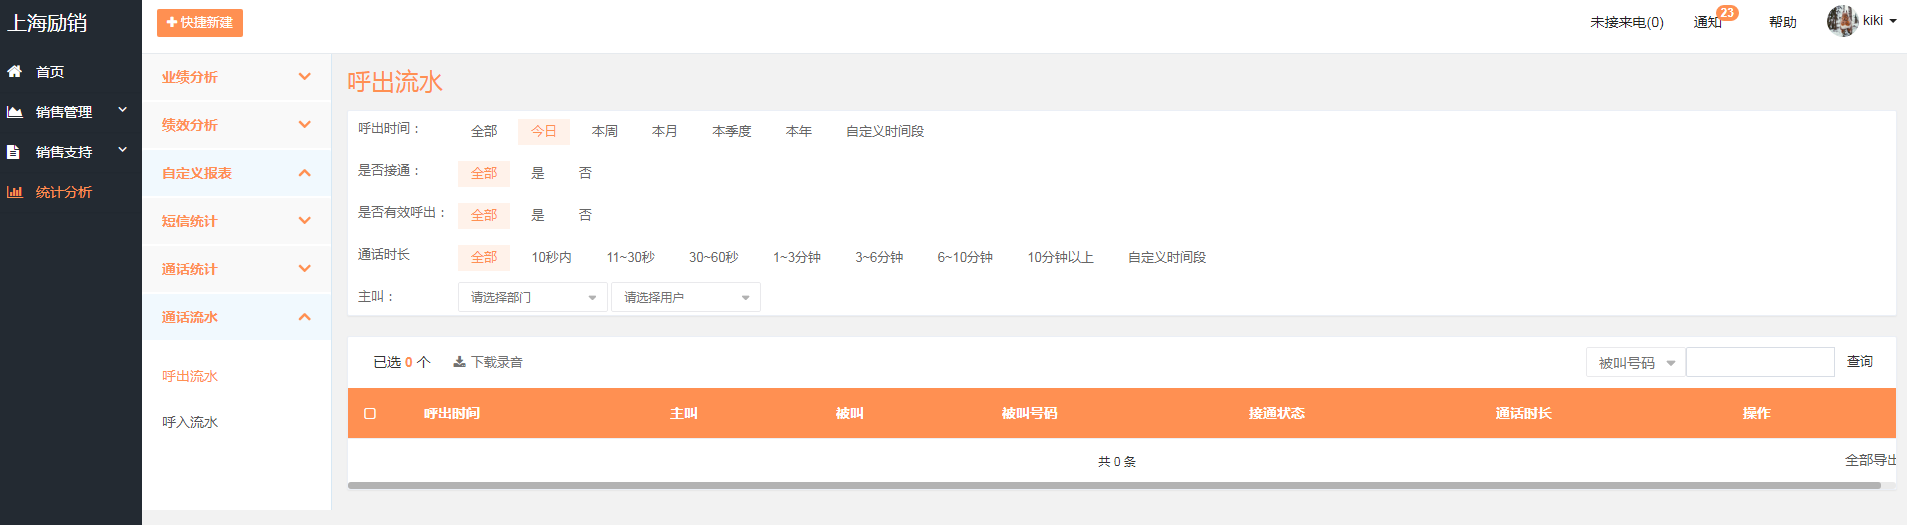 上海励销
快捷新建
未接来电(0)
通知 23
帮助
kiki
首页
销售管理
销售支持
统计分析
业绩分析
绩效分析
自定义报表
短信统计
通话统计
通话流水
呼出流水
呼入流水
呼出流水
呼出时间： 全部 今日 本周 本月 本季度 本年 自定义时间段
是否接通： 全部 是 否
是否有效呼出： 全部 是 否
通话时长 全部 10秒内 11~30秒 30~60秒 1~3分钟 3~6分钟 6~10分钟 10分钟以上 自定义时间段
主叫： 请选择部门 请选择用户
已选 0 个 下载录音 被叫号码 查询
呼出时间 主叫 被叫 被叫号码 接通状态 通话时长 操作
共 0 条 全部导出